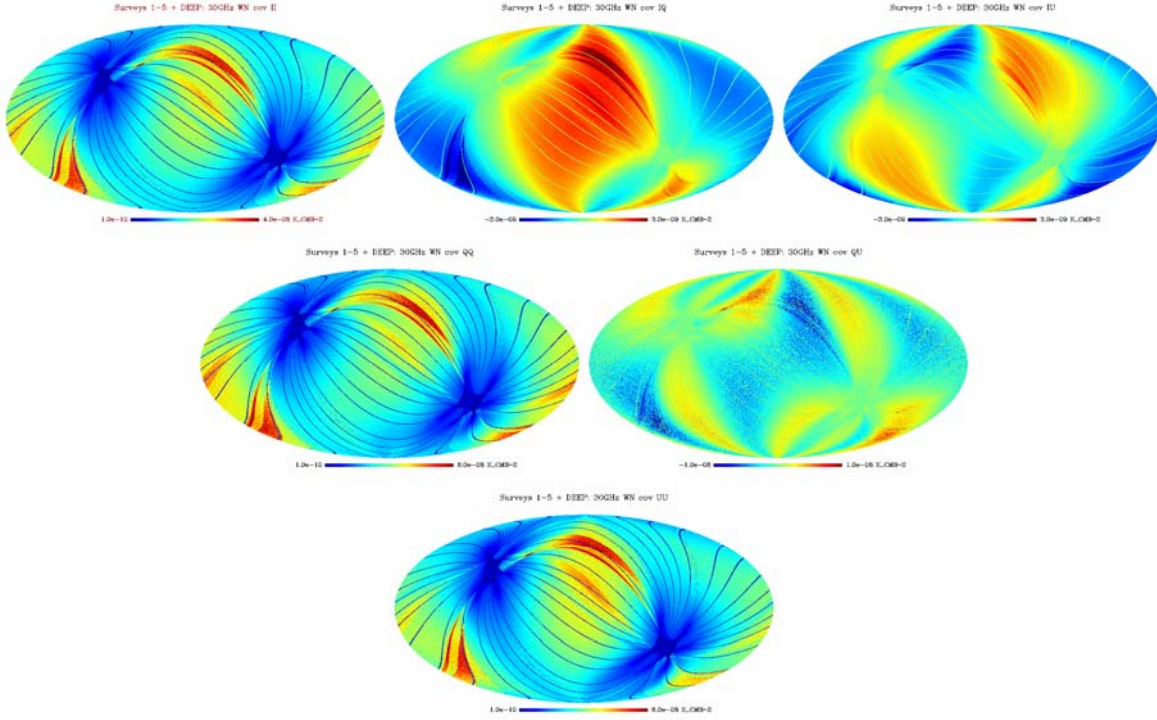 Surveys 1-5 + DEEP: 30GHz WN cov II
Surveys 1-5 + DEEP: 30GHz WN cov IQ
Surveys 1-5 + DEEP: 30GHz WN cov IU
1.0e-10 4.0e-08 K_CMB^2
-3.0e-09 3.0e-09 K_CMB^2
-3.0e-09 3.0e-09 K_CMB^2
Surveys 1-5 + DEEP: 30GHz WN cov QQ
Surveys 1-5 + DEEP: 30GHz WN cov QU
1.0e-10 8.0e-08 K_CMB^2
-1.0e-08 1.0e-08 K_CMB^2
Surveys 1-5 + DEEP: 30GHz WN cov UU
1.0e-10 8.0e-08 K_CMB^2